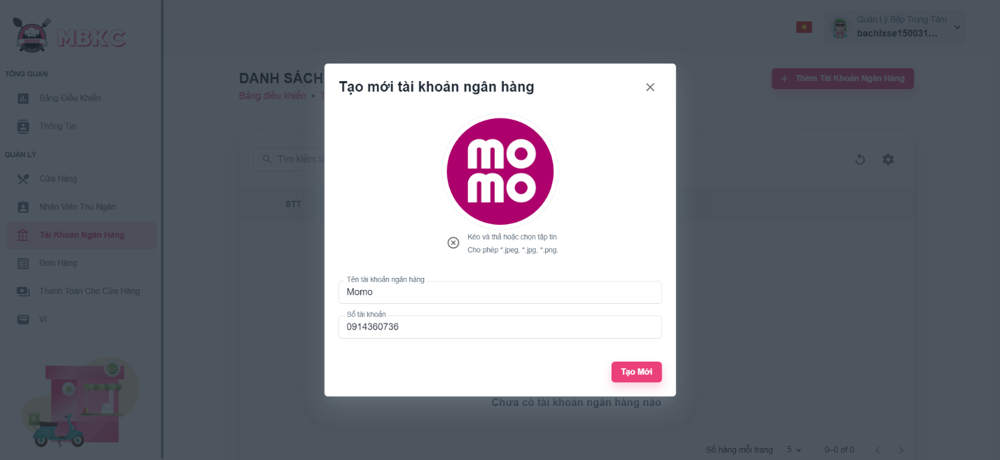 MBKC
MBKC
Quản Lý Bếp Trung Tâm
bachlxse150031...
TỔNG QUAN
Bảng Điều Khiển
Thông Tin
QUẢN LÝ
Cửa Hàng
Nhân Viên Thu Ngân
Tài Khoản Ngân Hàng
Đơn Hàng
Thanh Toán Cho Cửa Hàng
Ví
DANH SÁCH
Bảng điều khiển •
+ Thêm Tài Khoản Ngân Hàng
Tìm kiếm
STT
Tạo mới tài khoản ngân hàng
mo
mo
Kéo và thả hoặc chọn tập tin
Cho phép *.jpeg, *.jpg, *.png.
Tên tài khoản ngân hàng
Momo
Số tài khoản
0914360736
Tạo Mới
Chưa có tài khoản ngân hàng nào
Số hàng mỗi trang 5 0–0 of 0